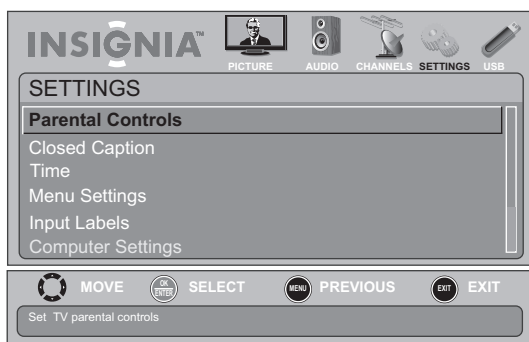 INSIGNIA™
PICTURE AUDIO CHANNELS SETTINGS USB
SETTINGS
Parental Controls
Closed Caption
Time
Menu Settings
Input Labels
Computer Settings
MOVE OK ENTER SELECT MENU PREVIOUS EXIT EXIT
Set TV parental controls